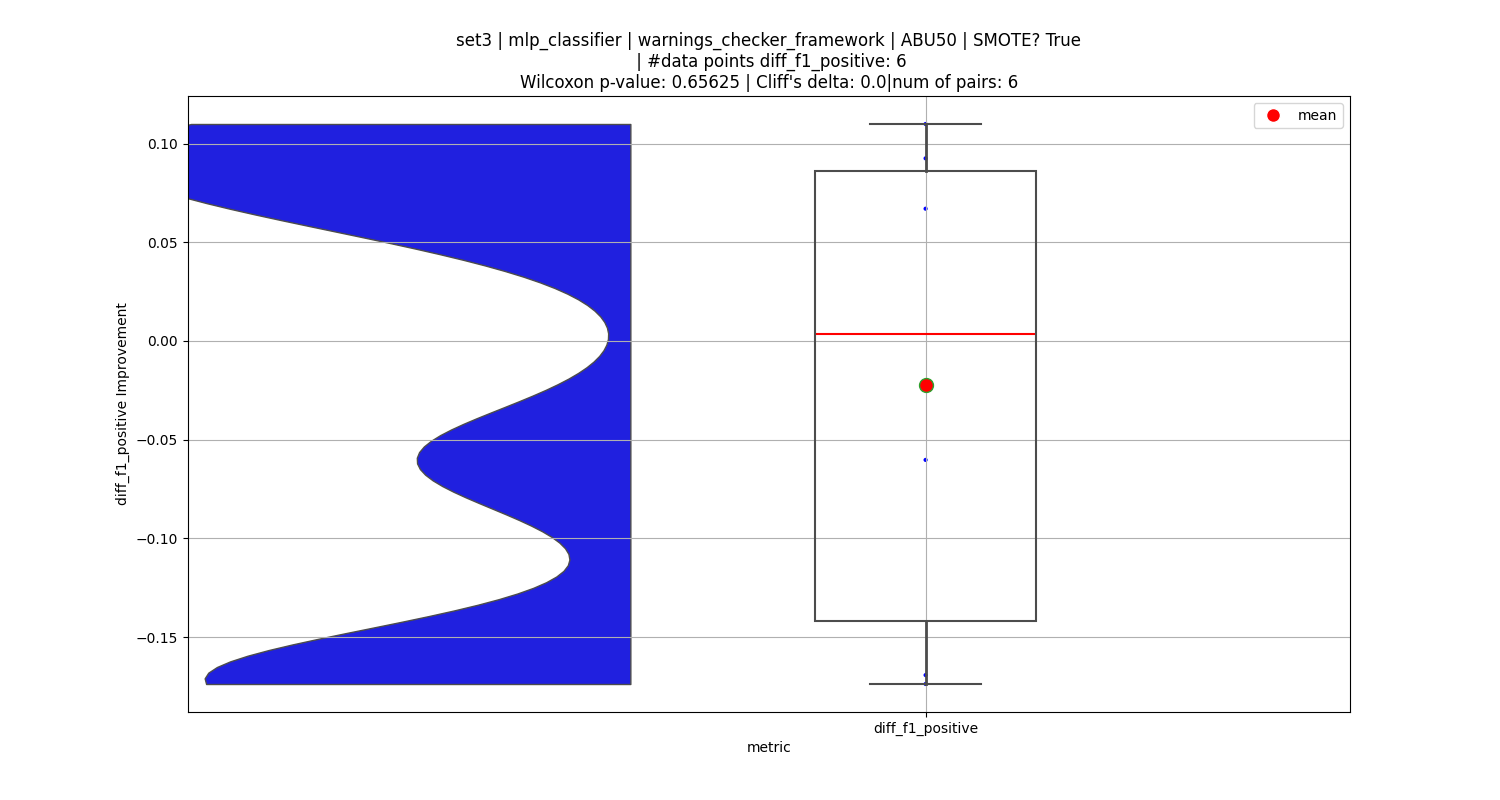 set3 | mlp_classifier | warnings_checker_framework | ABU50 | SMOTE? True
| #data points diff_f1_positive: 6
Wilcoxon p-value: 0.65625 | Cliff's delta: 0.0|num of pairs: 6
mean
0.10
0.05
0.00
−0.05
−0.10
−0.15
diff_f1_positive Improvement
diff_f1_positive
metric